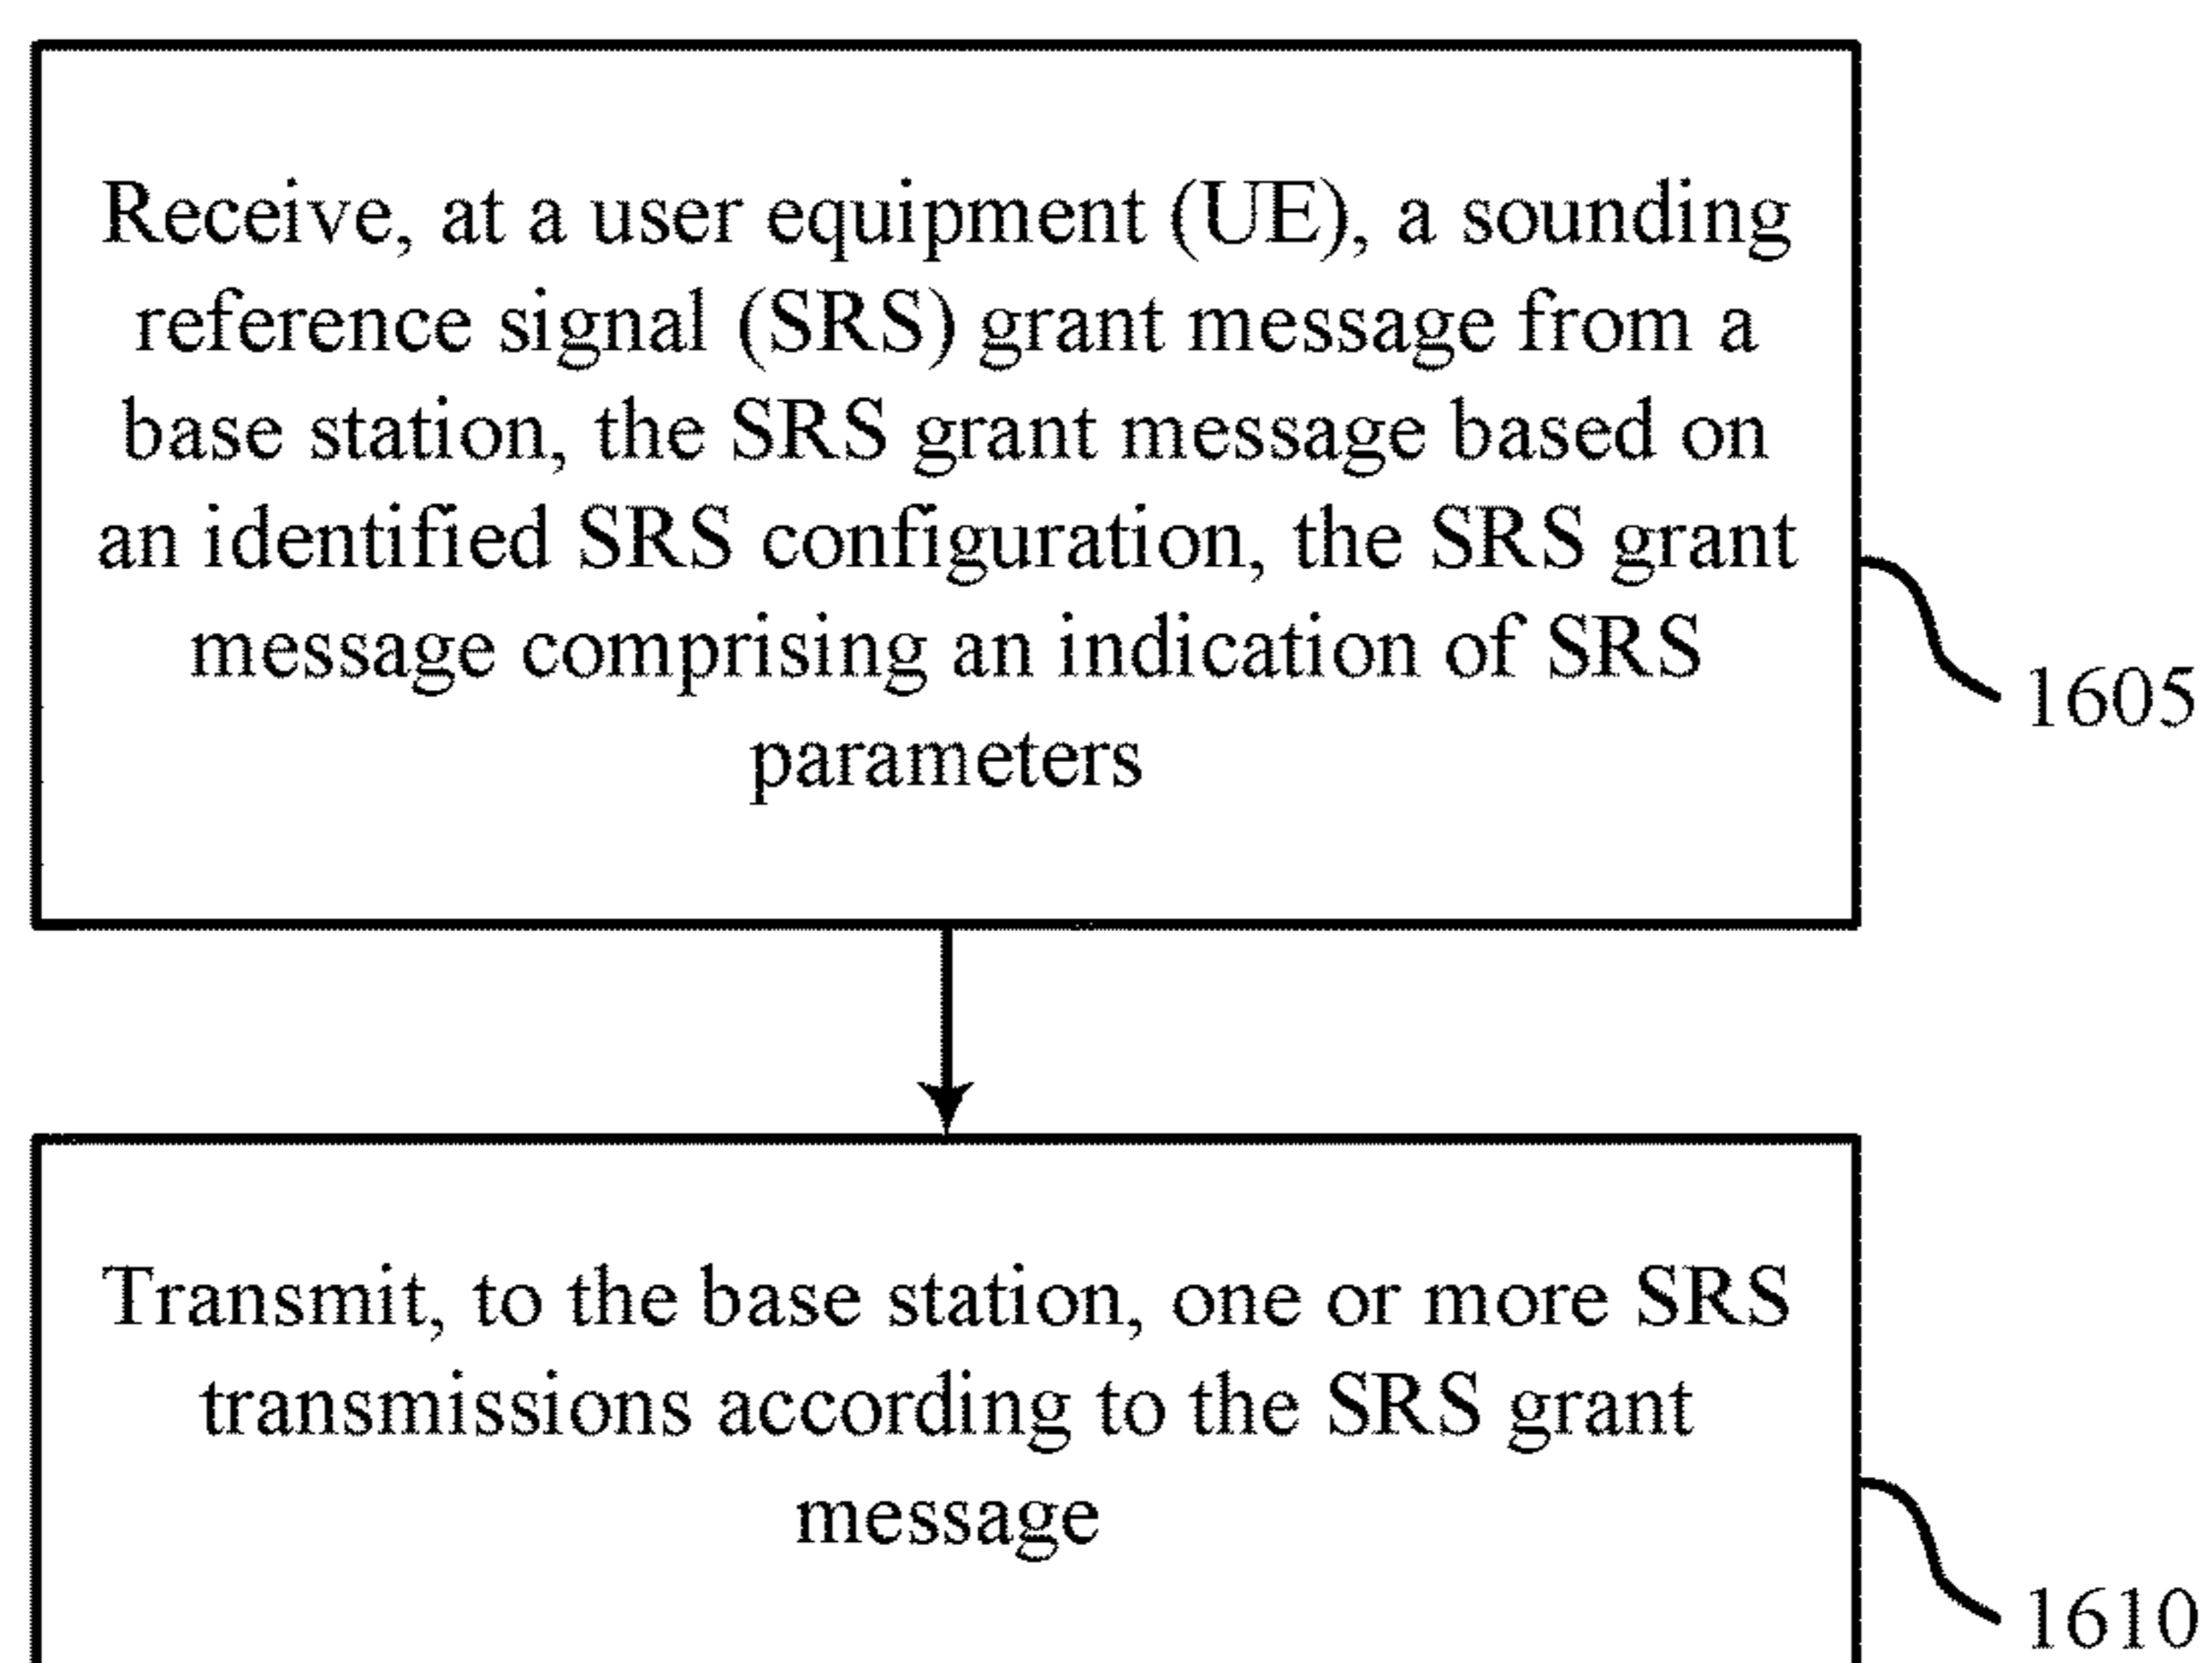 Receive, at a user equipment (UE), a sounding
reference signal (SRS) grant message from a
base station, the SRS grant message based on
an identified SRS configuration, the SRS grant
message comprising an indication of SRS
parameters
1605
Transmit, to the base station, one or more SRS
transmissions according to the SRS grant
message
1610